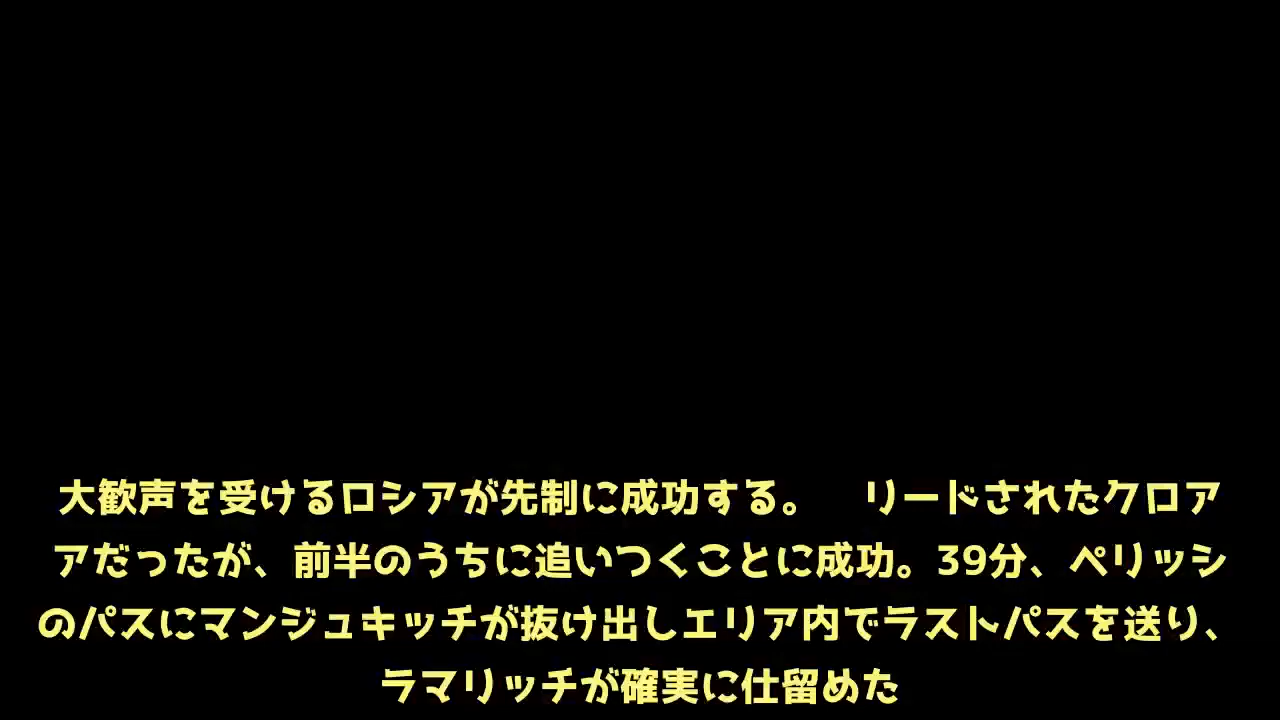 大歓声を受けるロシアが先制に成功する。　リードされたクロア
アだったが、前半のうちに追いつくことに成功。39分、ペリッシ
のパスにマンジュキッチが抜け出しエリア内でラストパスを送り、
ラマリッチが確実に仕留めた